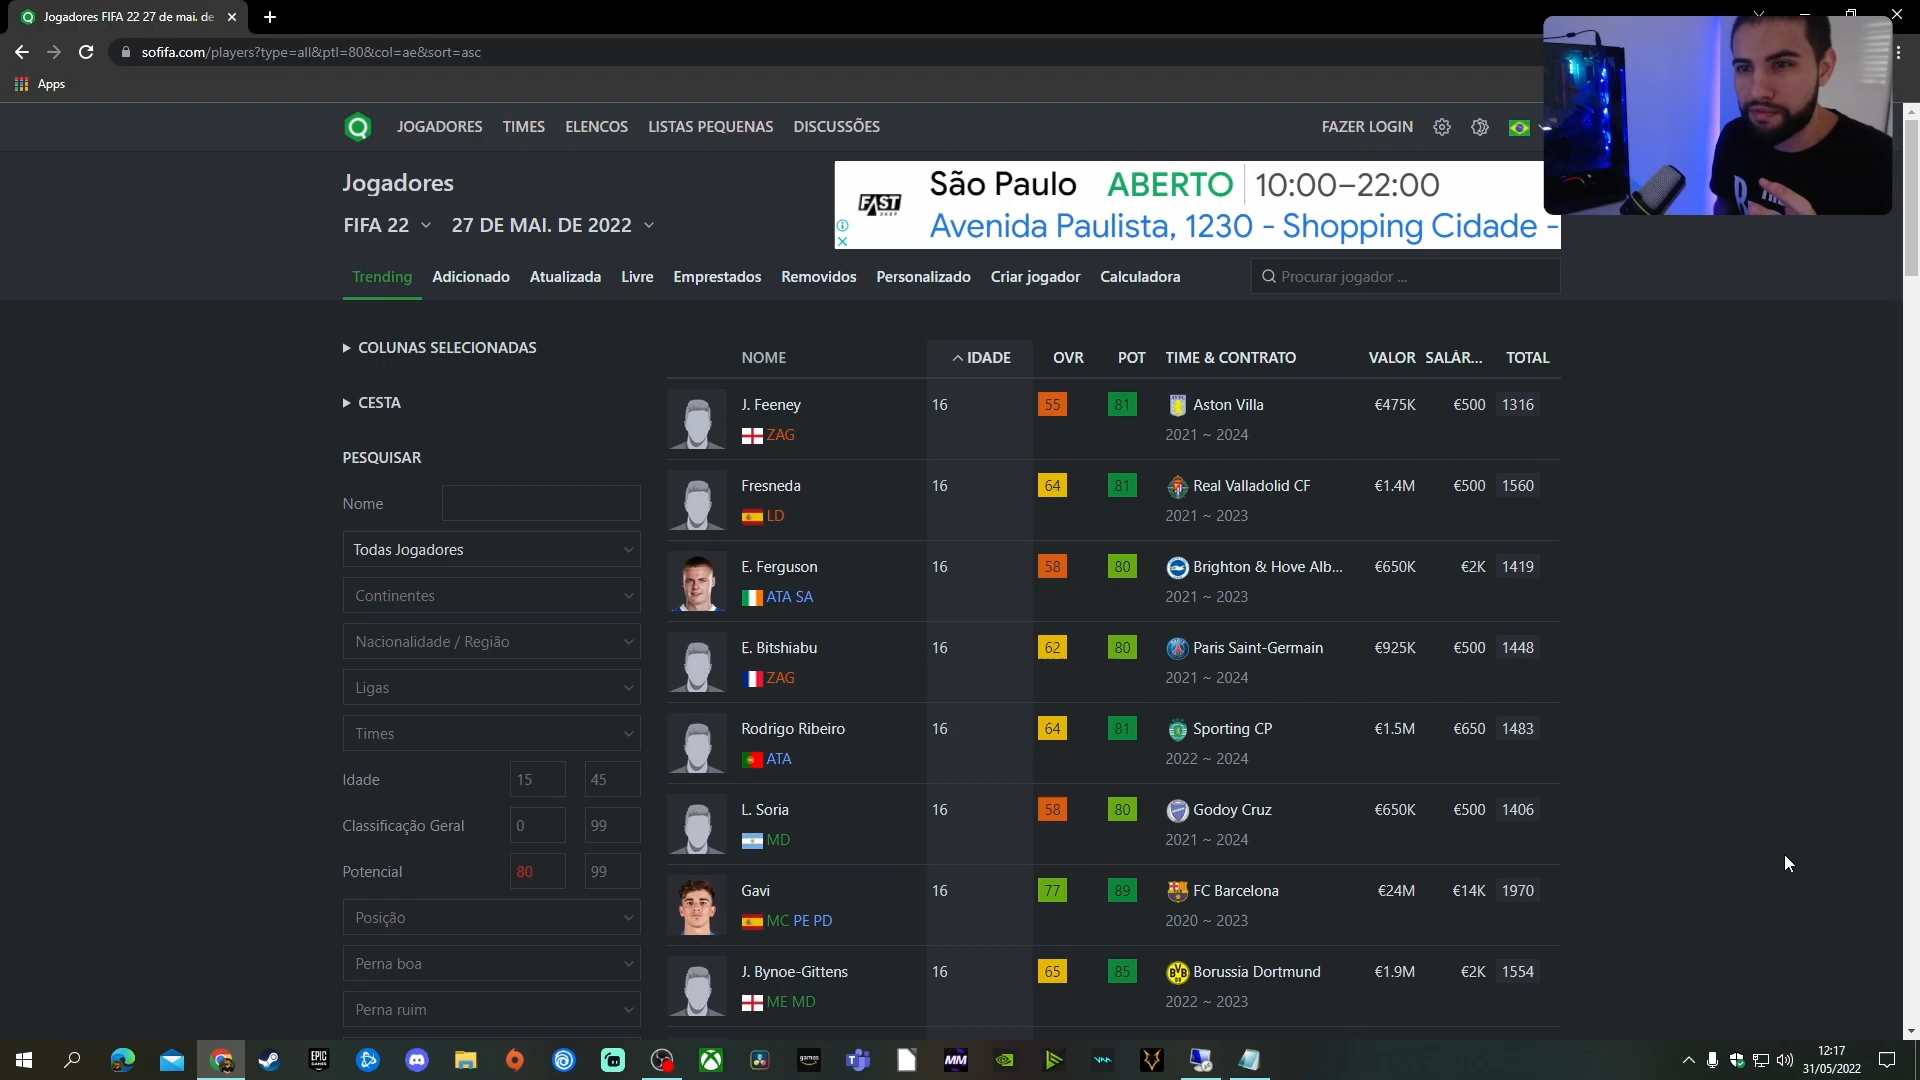 Jogadores FIFA 22 27 de mai. de
sofifa.com/players?type=all&ptl=80&col=ae&sort=asc
Apps
JOGADORES TIMES ELENCOS LISTAS PEQUENAS DISCUSSÕES FAZER LOGIN
Jogadores
FIFA 22 27 DE MAI. DE 2022
FAST
São Paulo ABERTO 10:00–22:00
Avenida Paulista, 1230 - Shopping Cidade -
Trending Adicionado Atualizada Livre Emprestados Removidos Personalizado Criar jogador Calculadora Procurar jogador ...
COLUNAS SELECIONADAS
CESTA
PESQUISAR
Nome
Todas Jogadores
Continentes
Nacionalidade / Região
Ligas
Times
Idade 15 45
Classificação Geral 0 99
Potencial 80 99
Posição
Perna boa
Perna ruim
NOME IDADE OVR POT TIME & CONTRATO VALOR SALÁR... TOTAL
J. Feeney 16 55 81 Aston Villa €475K €500 1316
ZAG 2021 ~ 2024
Fresneda 16 64 81 Real Valladolid CF €1.4M €500 1560
LD 2021 ~ 2023
E. Ferguson 16 58 80 Brighton & Hove Alb... €650K €2K 1419
ATA SA 2021 ~ 2023
E. Bitshiabu 16 62 80 Paris Saint-Germain €925K €500 1448
ZAG 2021 ~ 2024
Rodrigo Ribeiro 16 64 81 Sporting CP €1.5M €650 1483
ATA 2022 ~ 2024
L. Soria 16 58 80 Godoy Cruz €650K €500 1406
MD 2021 ~ 2024
Gavi 16 77 89 FC Barcelona €24M €14K 1970
MC PE PD 2020 ~ 2023
J. Bynoe-Gittens 16 65 85 Borussia Dortmund €1.9M €2K 1554
ME MD 2022 ~ 2023
EPIC GAMES
games
MM
12:17
31/05/2022